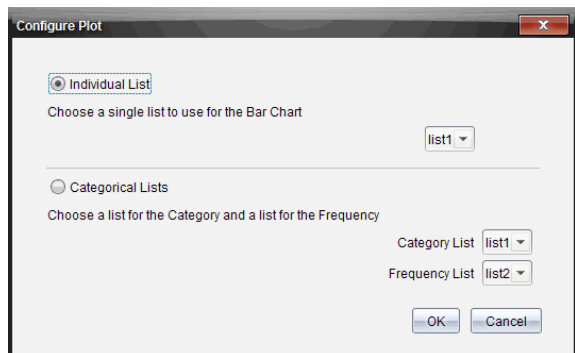 Configure Plot
Individual List
Choose a single list to use for the Bar Chart
list1
Categorical Lists
Choose a list for the Category and a list for the Frequency
Category List list1
Frequency List list2
OK Cancel